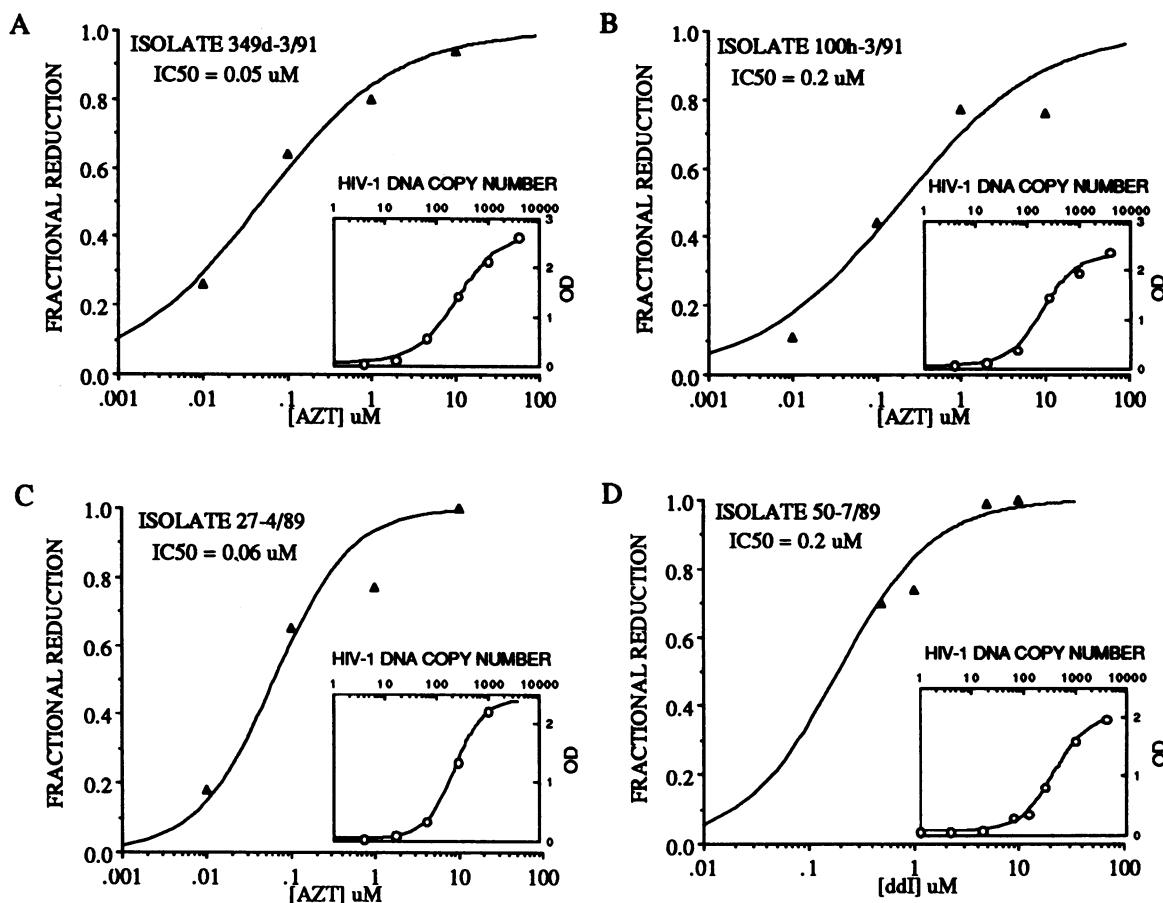 A
ISOLATE 349d-3/91
IC50 = 0.05 uM
FRACTIONAL REDUCTION
1.0
0.8
0.6
0.4
0.2
0.0
.001 .01 .1 1 10 100
[AZT] uM
HIV-1 DNA COPY NUMBER
1 10 100 1000 10000
3
2
1
0
OD
B
ISOLATE 100h-3/91
IC50 = 0.2 uM
FRACTIONAL REDUCTION
1.0
0.8
0.6
0.4
0.2
0.0
.001 .01 .1 1 10 100
[AZT] uM
HIV-1 DNA COPY NUMBER
1 10 100 1000 10000
3
2
1
0
OD
C
ISOLATE 27-4/89
IC50 = 0.06 uM
FRACTIONAL REDUCTION
1.0
0.8
0.6
0.4
0.2
0.0
.001 .01 .1 1 10 100
[AZT] uM
HIV-1 DNA COPY NUMBER
1 10 100 1000 10000
2
1
0
OD
D
ISOLATE 50-7/89
IC50 = 0.2 uM
FRACTIONAL REDUCTION
1.0
0.8
0.6
0.4
0.2
0.0
.01 0.1 1 10 100
[ddI] uM
HIV-1 DNA COPY NUMBER
1 10 100 1000 10000
2
1
0
OD